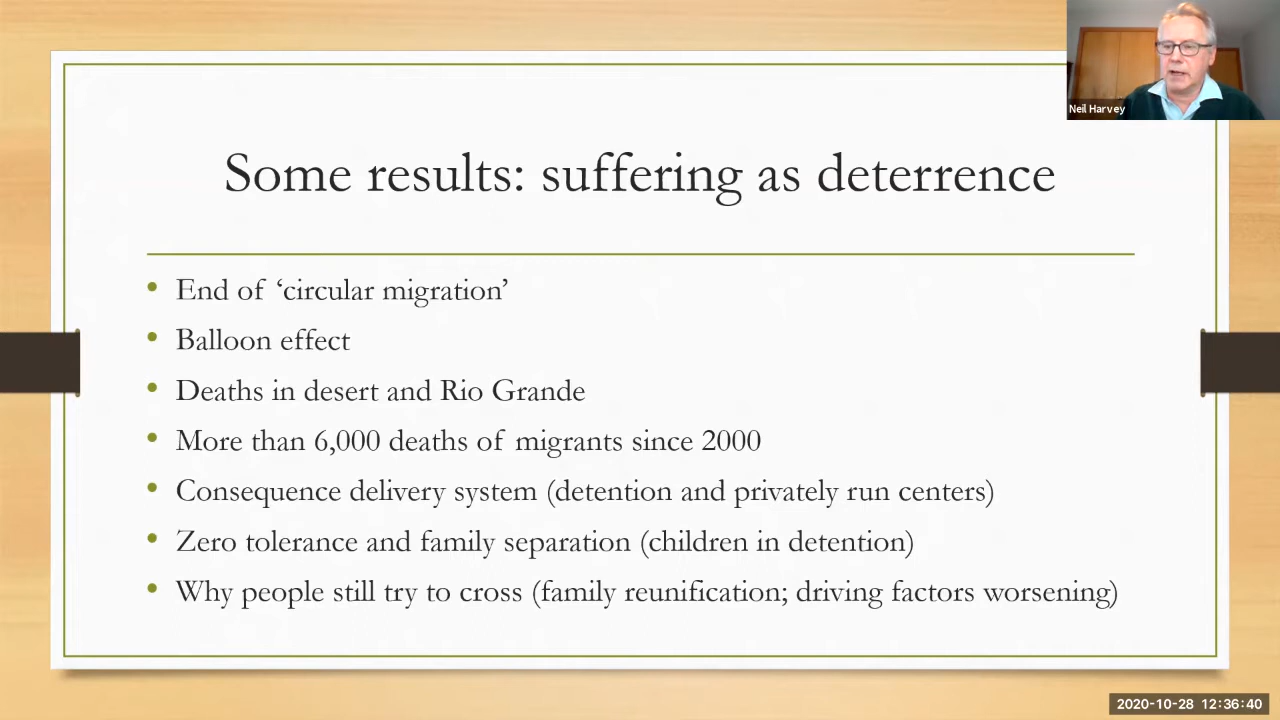 Neil Harvey
Some results: suffering as deterrence
• End of ‘circular migration’
• Balloon effect
• Deaths in desert and Rio Grande
• More than 6,000 deaths of migrants since 2000
• Consequence delivery system (detention and privately run centers)
• Zero tolerance and family separation (children in detention)
• Why people still try to cross (family reunification; driving factors worsening)
2020-10-28 12:36:40